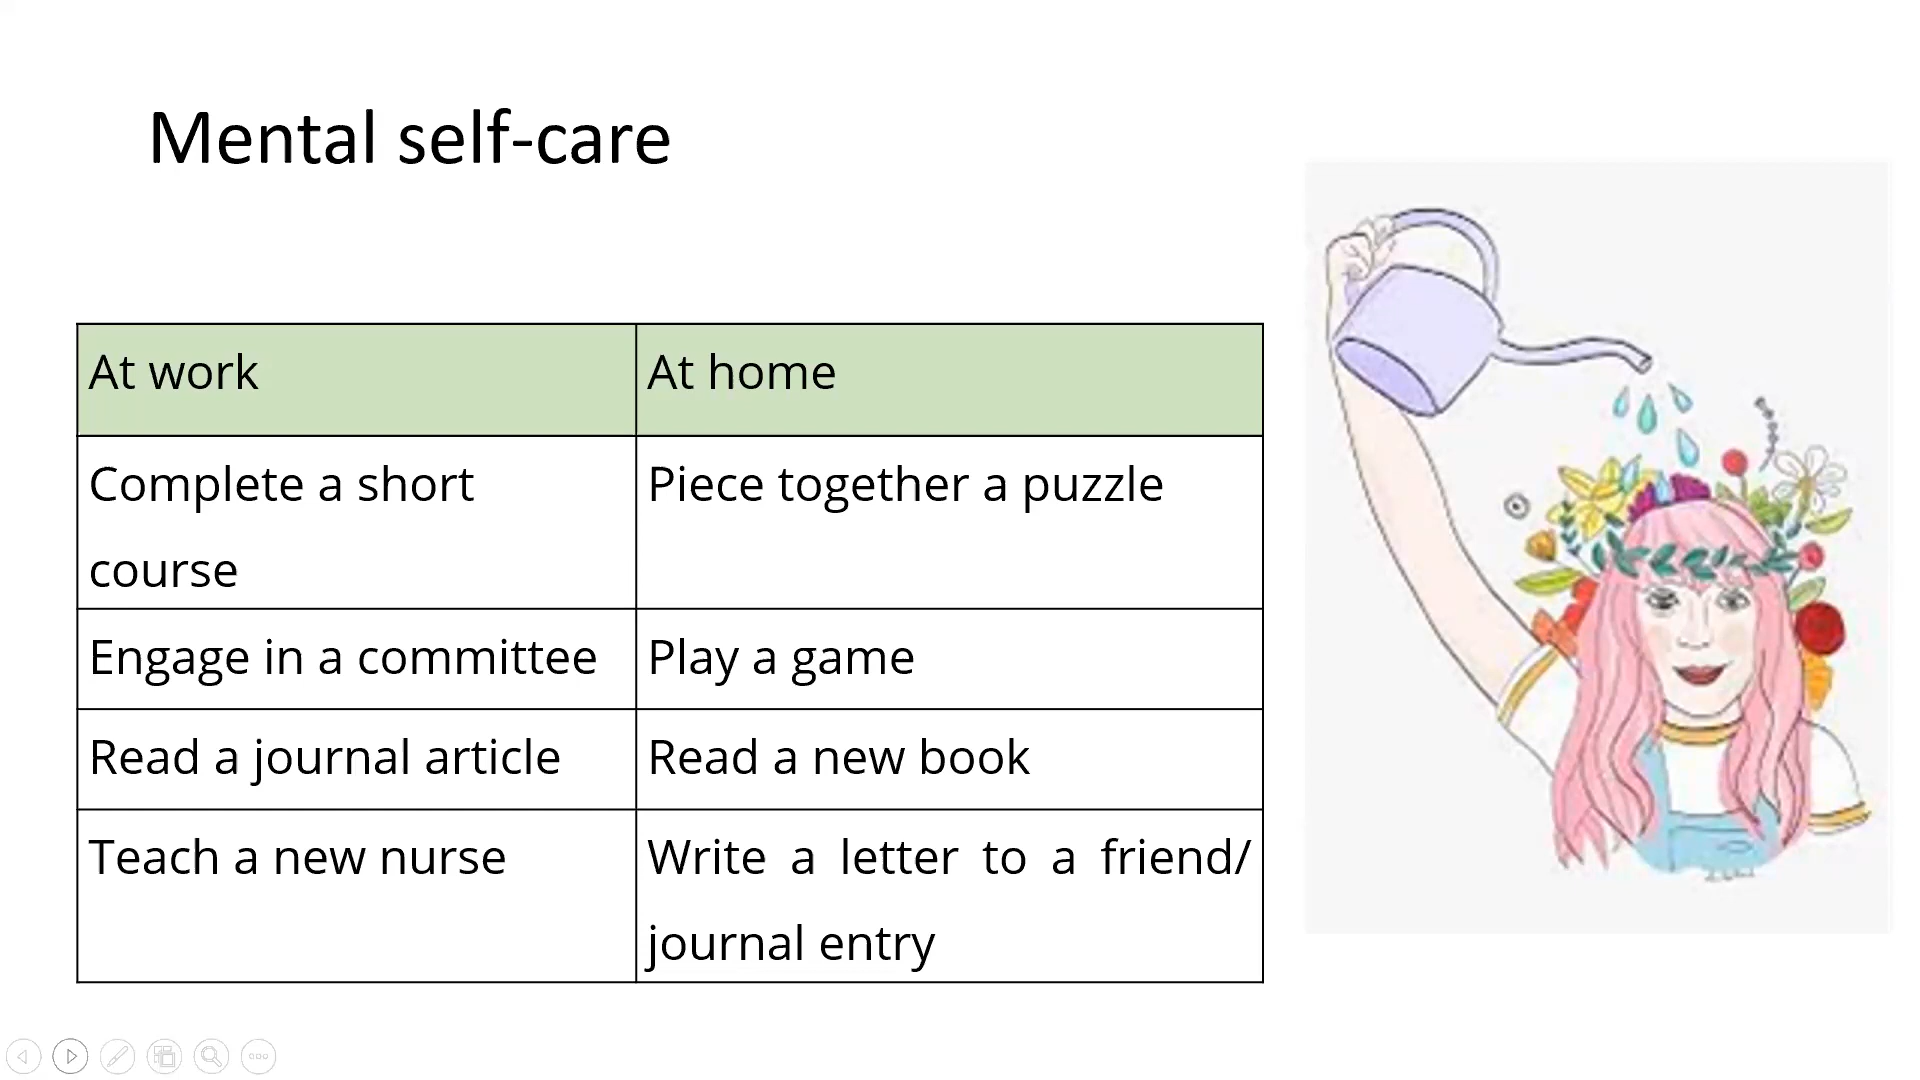 Mental self-care
At work
At home
Complete a short
course
Piece together a puzzle
Engage in a committee
Play a game
Read a journal article
Read a new book
Teach a new nurse
Write a letter to a friend/
journal entry